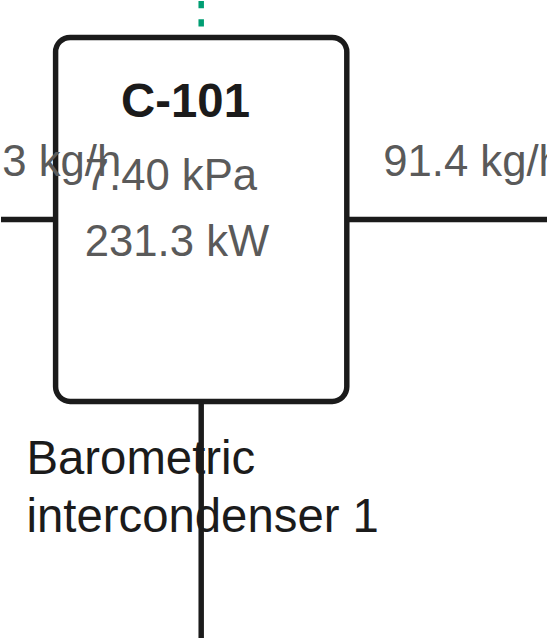 C-101
3 kg/h
7.40 kPa
91.4 kg/h
231.3 kW
Barometric
intercondenser 1